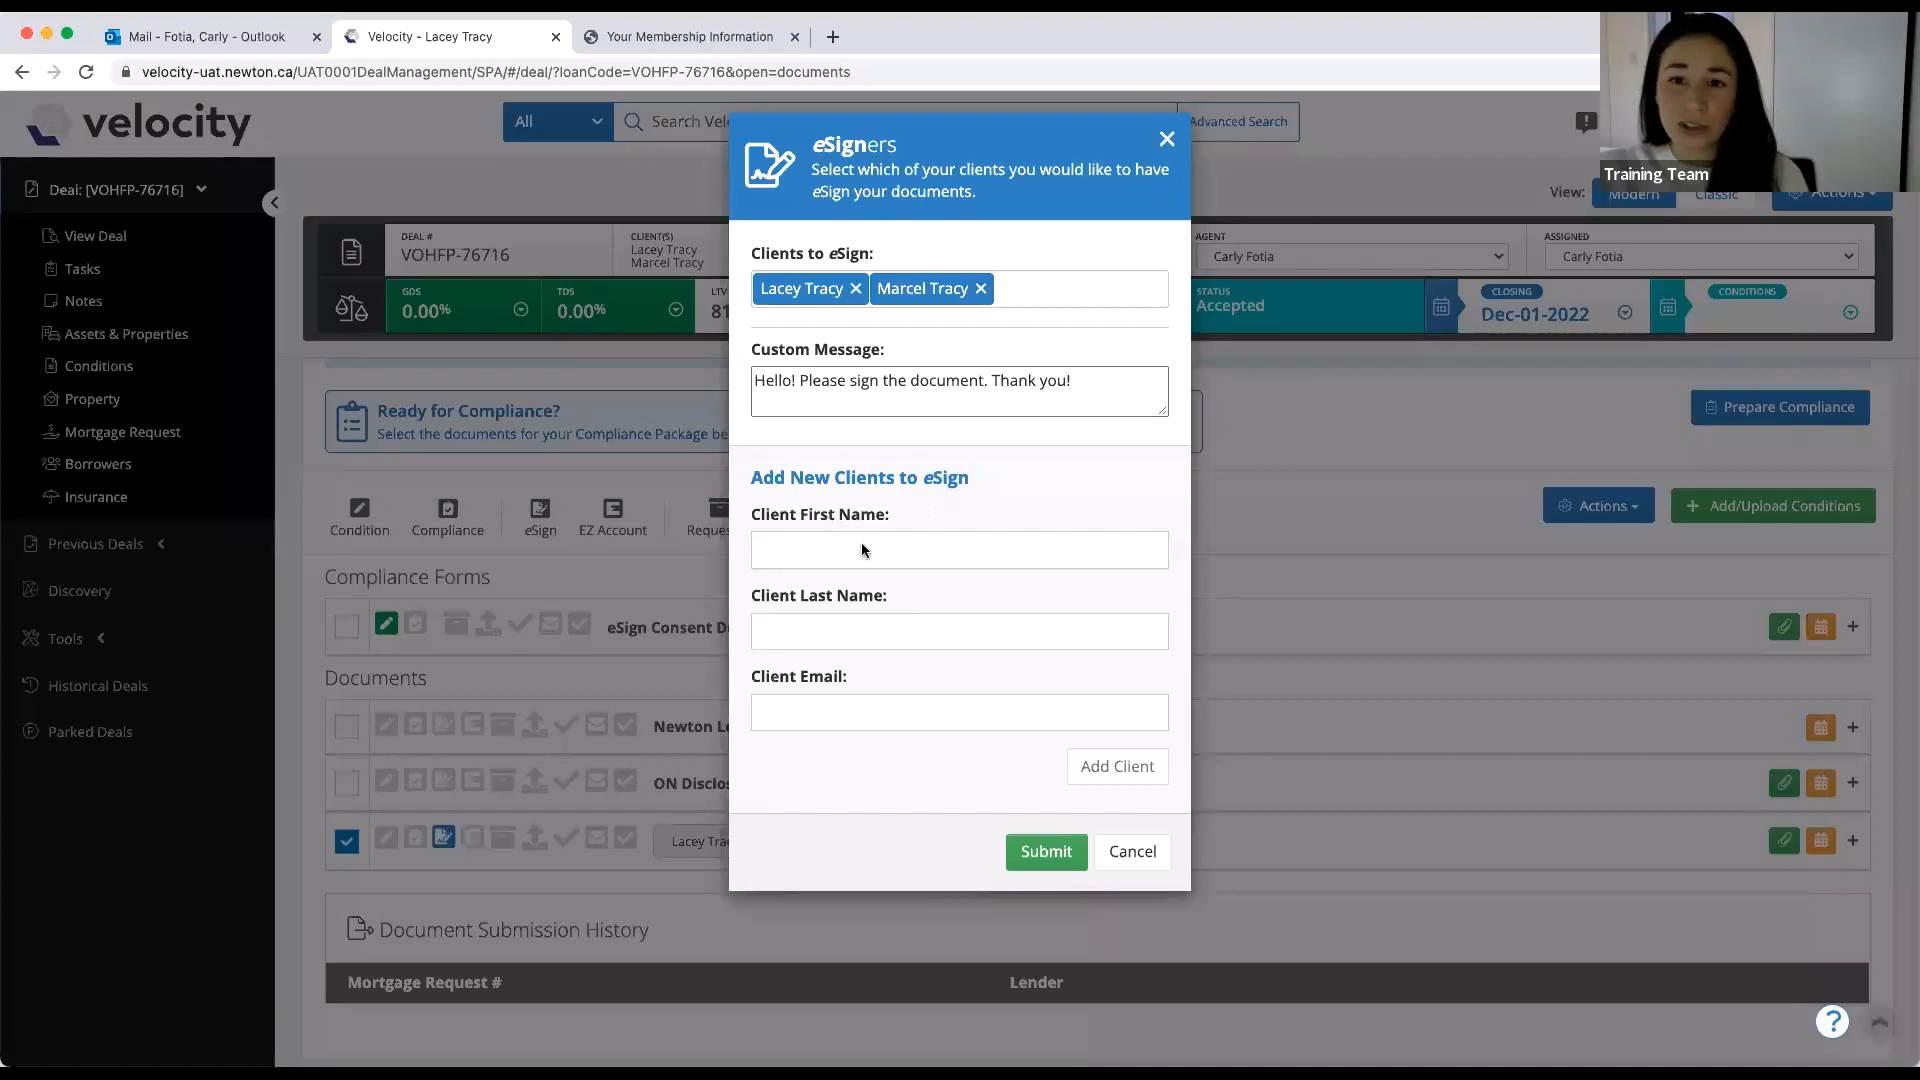 Mail - Fotia, Carly - Outlook
Velocity - Lacey Tracy
Your Membership Information
velocity-uat.newton.ca/UAT0001DealManagement/SPA/#/deal/?loanCode=VOHFP-76716&open=documents
velocity
All
Search Vel
Advanced Search
Training Team
View:
Modern
Classic
Actions
Deal: [VOHFP-76716]
View Deal
Tasks
Notes
Assets & Properties
Conditions
Property
Mortgage Request
Borrowers
Insurance
Previous Deals
Discovery
Tools
Historical Deals
Parked Deals
DEAL #
VOHFP-76716
CLIENT(S)
Lacey Tracy
Marcel Tracy
AGENT
Carly Fotia
ASSIGNED
Carly Fotia
GDS
0.00%
TDS
0.00%
LTV
81
STATUS
Accepted
CLOSING
Dec-01-2022
CONDITIONS
Ready for Compliance?
Select the documents for your Compliance Package be
Prepare Compliance
Condition
Compliance
eSign
EZ Account
Reques
Actions
+ Add/Upload Conditions
Compliance Forms
eSign Consent D
Documents
Newton Le
ON Disclos
Lacey Tra
Document Submission History
Mortgage Request #
Lender
eSigners
Select which of your clients you would like to have
eSign your documents.
Clients to eSign:
Lacey Tracy
Marcel Tracy
Custom Message:
Hello! Please sign the document. Thank you!
Add New Clients to eSign
Client First Name:
Client Last Name:
Client Email:
Add Client
Submit
Cancel
?